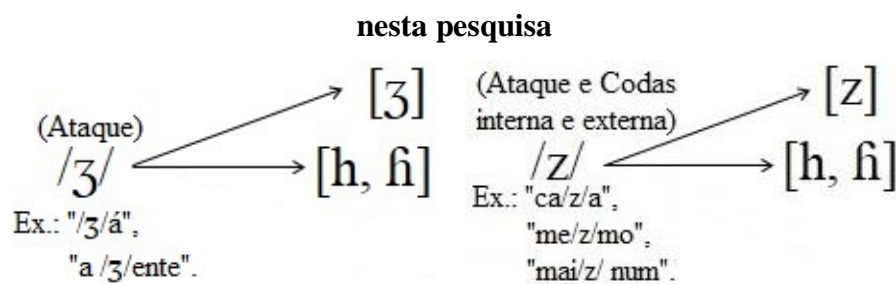 nesta pesquisa
(Ataque)
/ʒ/
[ʒ]
[h, ɦ]
Ex.: "/ʒ/á",
"a /ʒ/ente".
(Ataque e Codas
interna e externa)
/z/
[z]
[h, ɦ]
Ex.: "ca/z/a",
"me/z/mo",
"mai/z/ num".